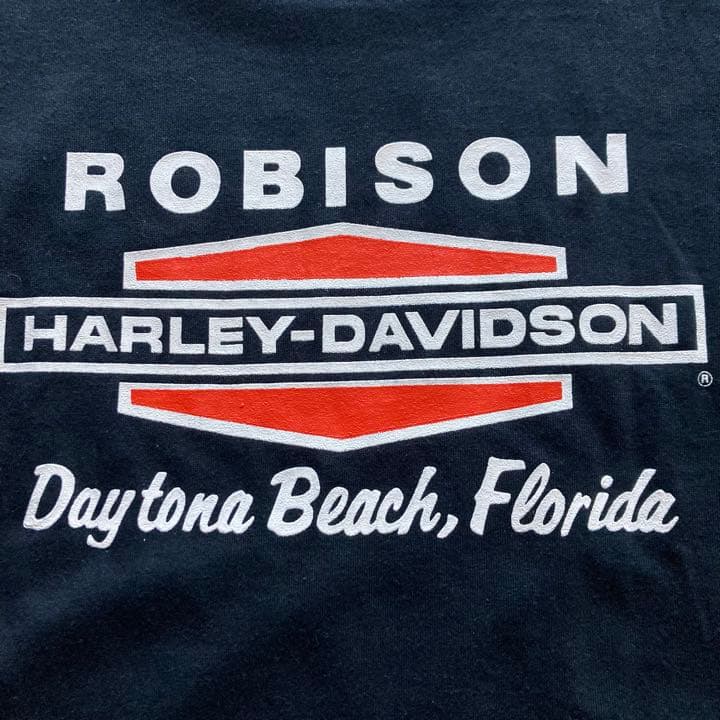 ROBISON
HARLEY-DAVIDSON
®
Daytona Beach, Florida